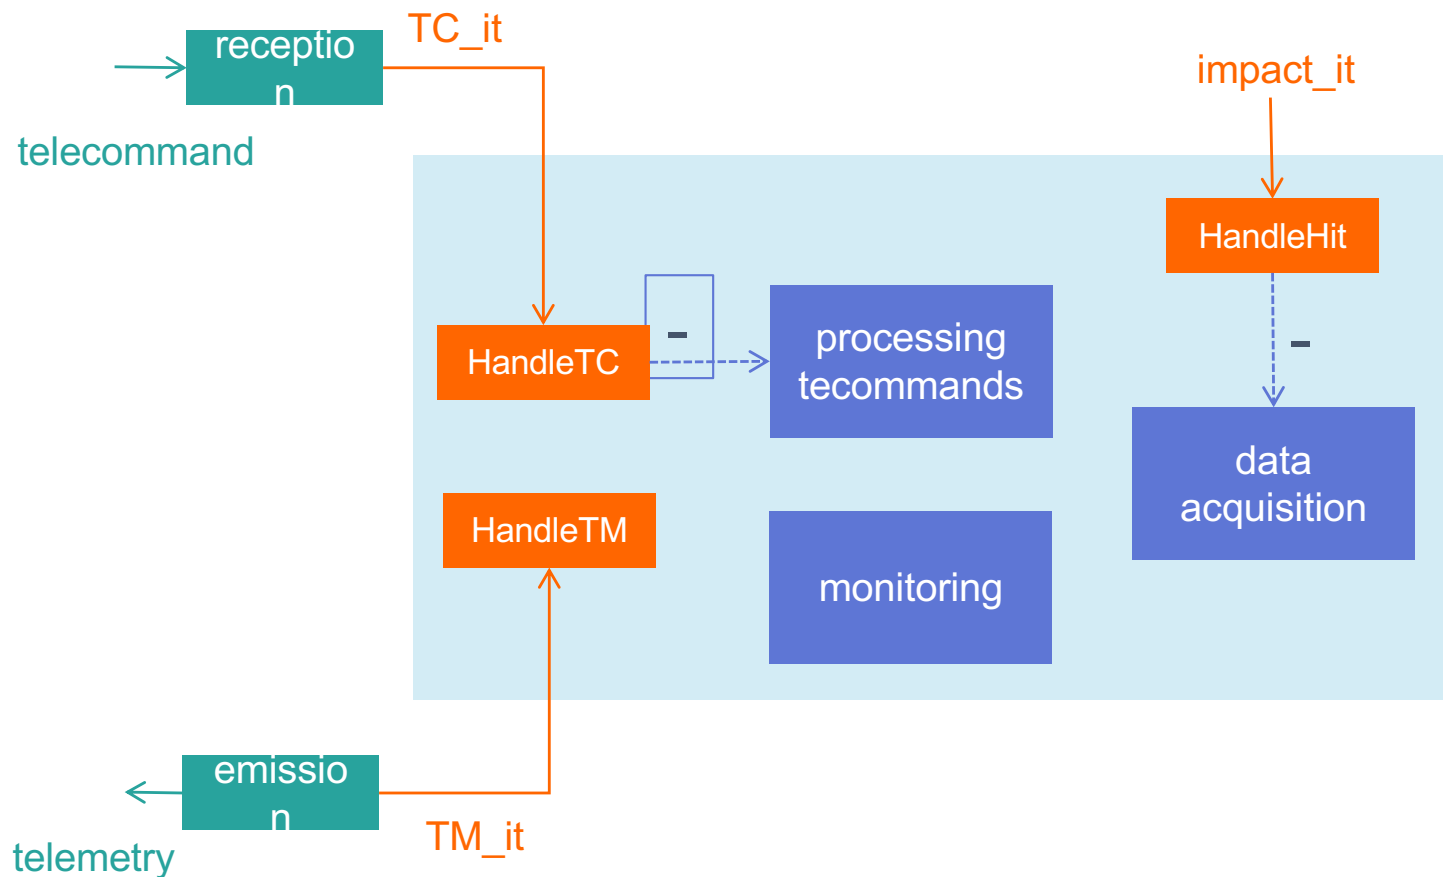 TC_it
receptio
n
impact_it
telecommand
HandleHit
HandleTC
processing
tecommands
data
acquisition
HandleTM
monitoring
emissio
n
TM_it
telemetry